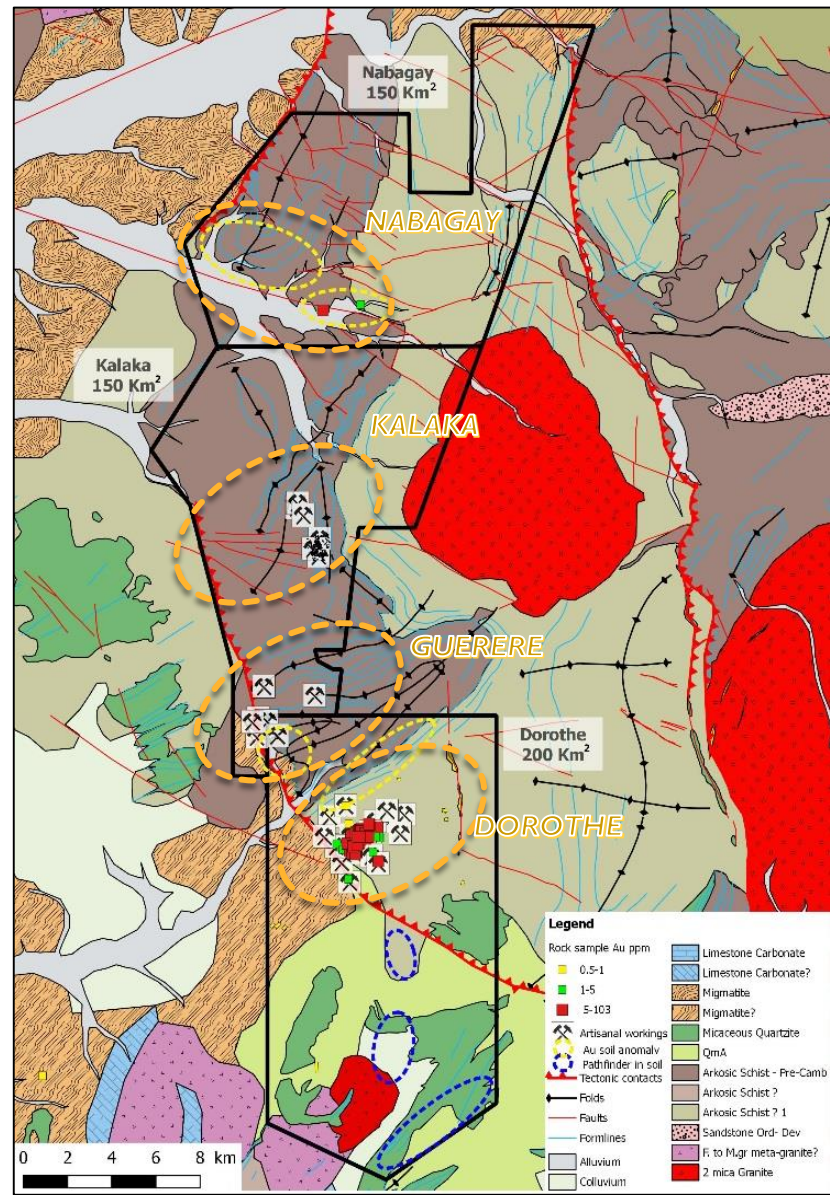 Nabagay
150 Km²
NABAGAY
Kalaka
150 Km²
KALAKA
GUERERE
Dorothe
200 Km²
DOROTHE
Legend
Rock sample Au ppm
0.5-1
1-5
5-103
Artisanal workings
Au soil anomaly
Pathfinder in soil
Tectonic contacts
Folds
Faults
Formlines
Alluvium
Colluvium
Limestone Carbonate
Limestone Carbonate?
Migmatite
Migmatite?
Micaceous Quartzite
QmA
Arkosic Schist - Pre-Camb
Arkosic Schist ?
Arkosic Schist ? 1
Sandstone Ord- Dev
F. to M.gr meta-granite?
2 mica Granite
0 2 4 6 8 km